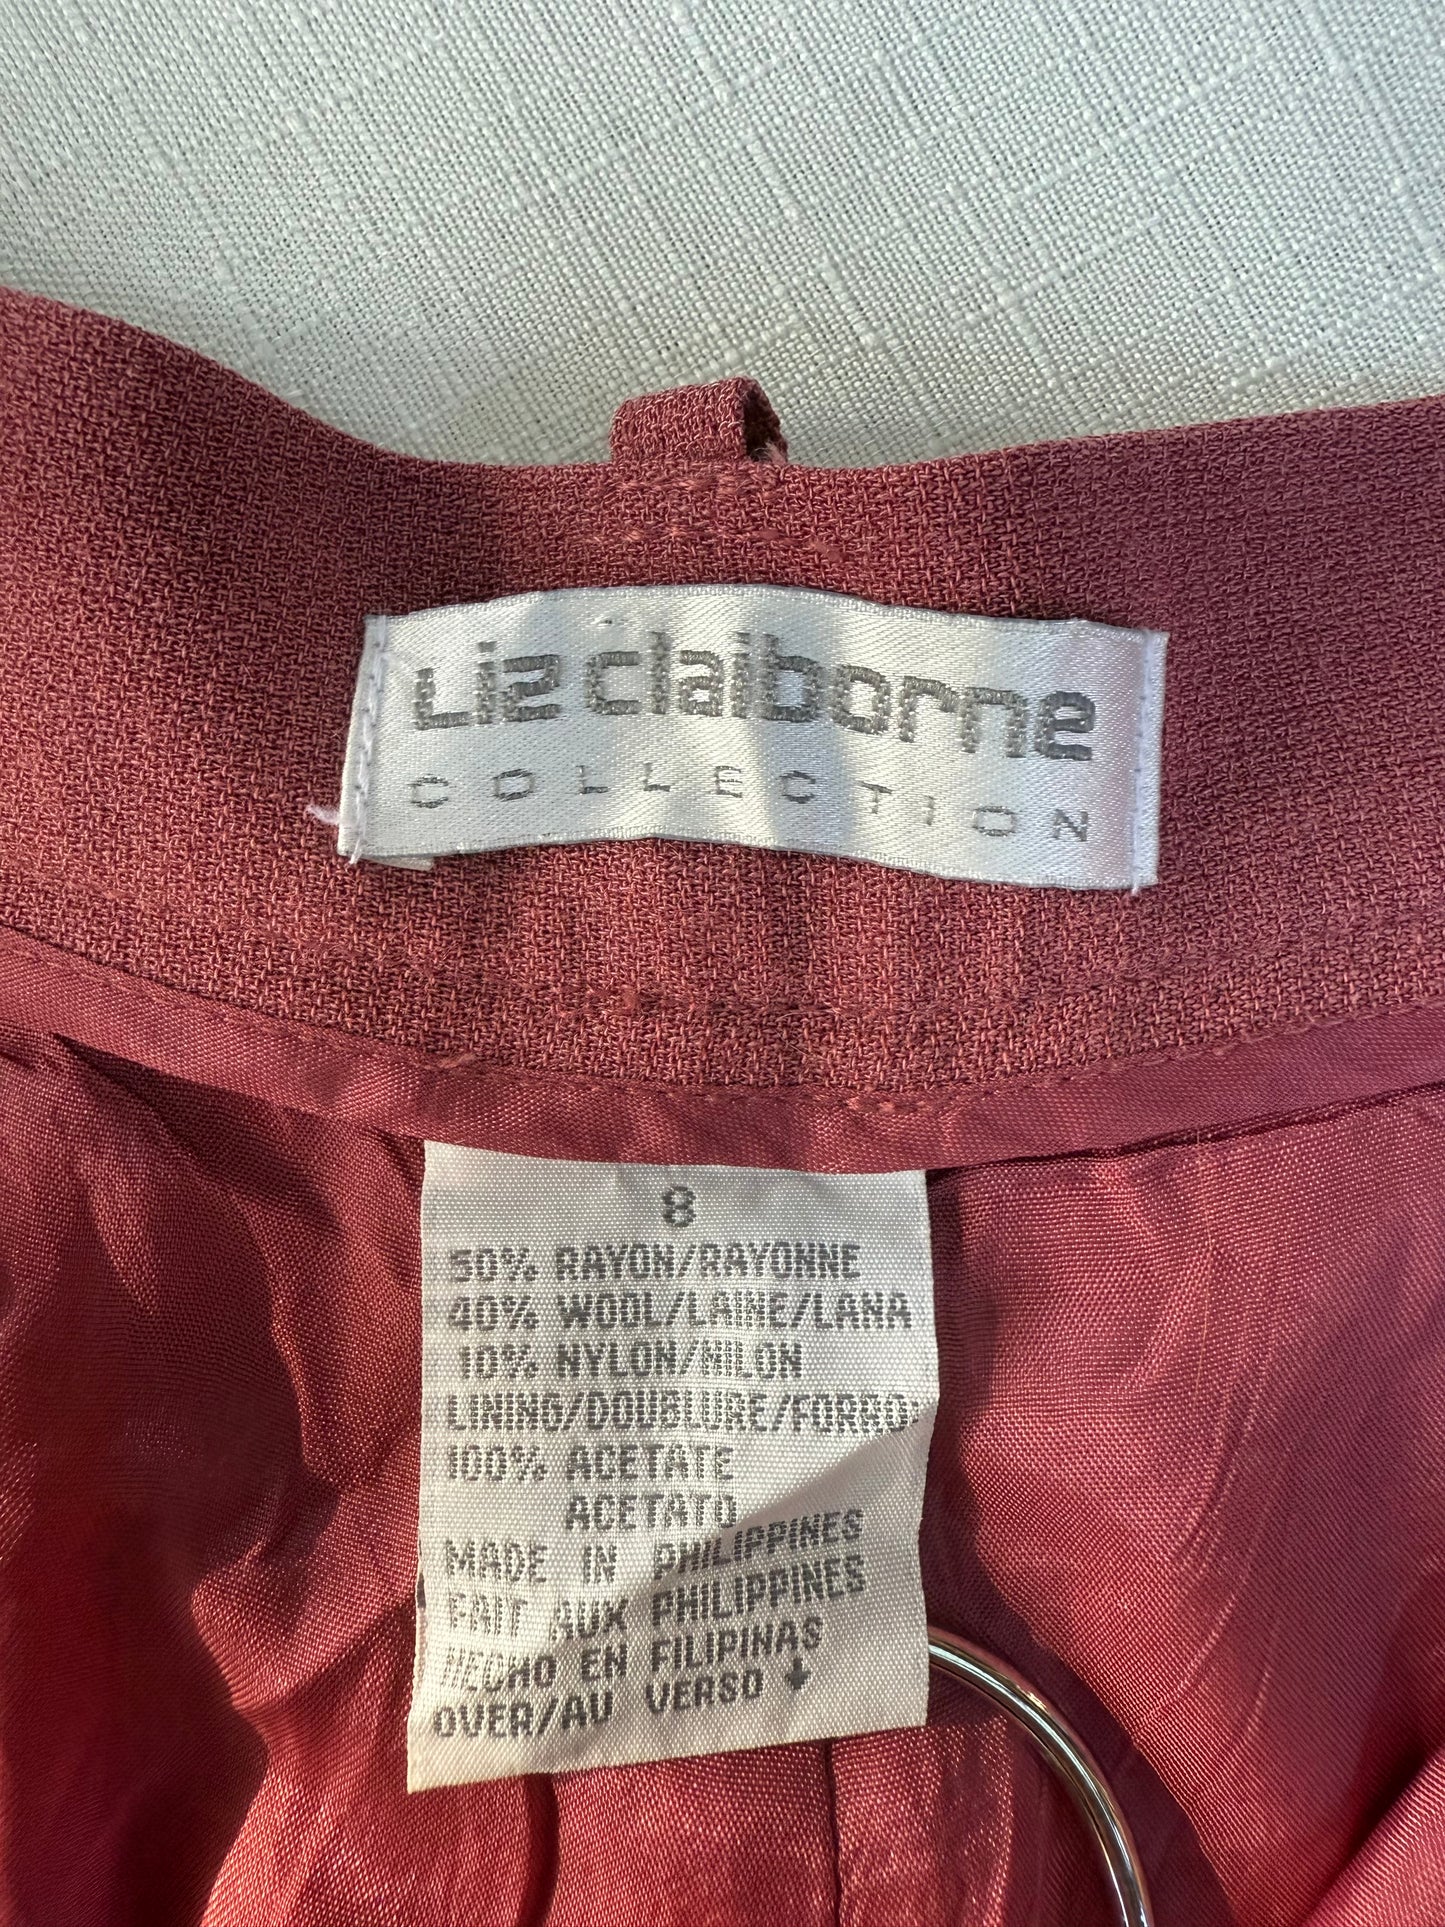 Liz claiborne
COLLECTION
8
50% RAYON/RAYONNE
40% WOOL/LAINE/LANA
10% NYLON/NILON
LINING/DOUBLURE/FORRO:
100% ACETATE
ACETATO
MADE IN PHILIPPINES
FAIT AUX PHILIPPINES
HECHO EN FILIPINAS
OVER/AU VERSO ↓